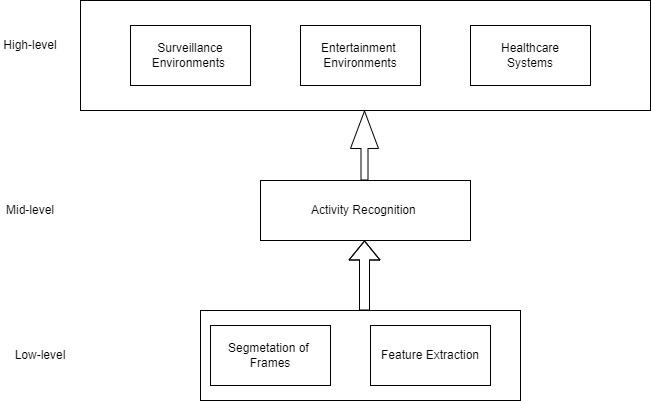 High-level
Surveillance
Environments
Entertainment
Environments
Healthcare
Systems
Mid-level
Activity Recognition
Low-level
Segmetation of
Frames
Feature Extraction